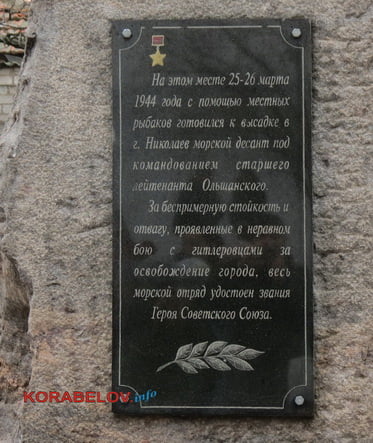 На этом месте 25-26 марта
1944 года с помощью местных
рыбаков готовился к высадке в
г. Николаев морской десант под
командованием старшего
лейтенанта Ольшанского.
За беспримерную стойкость и
отвагу, проявленные в неравном
бою с гитлеровцами за
освобождение города, весь
морской отряд удостоен звания
Героя Советского Союза.
KORABELOV.info